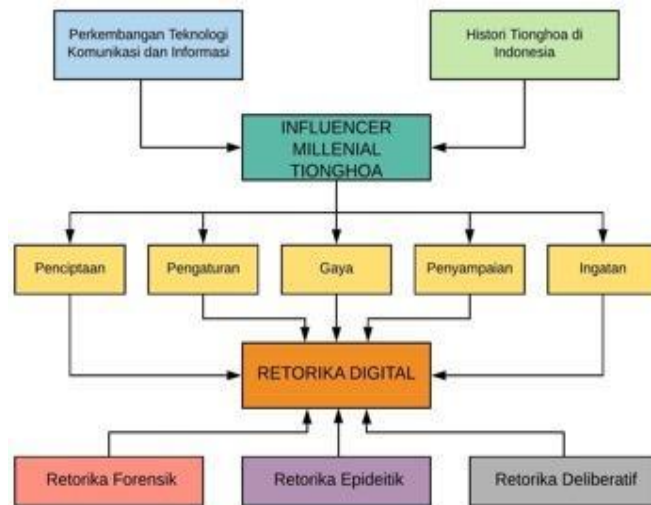 Perkembangan Teknologi
Komunikasi dan Informasi
Histori Tionghoa di
Indonesia
INFLUENCER
MILLENIAL
TIONGHOA
Penciptaan
Pengaturan
Gaya
Penyampaian
Ingatan
RETORIKA DIGITAL
Retorika Forensik
Retorika Epideitik
Retorika Deliberatif